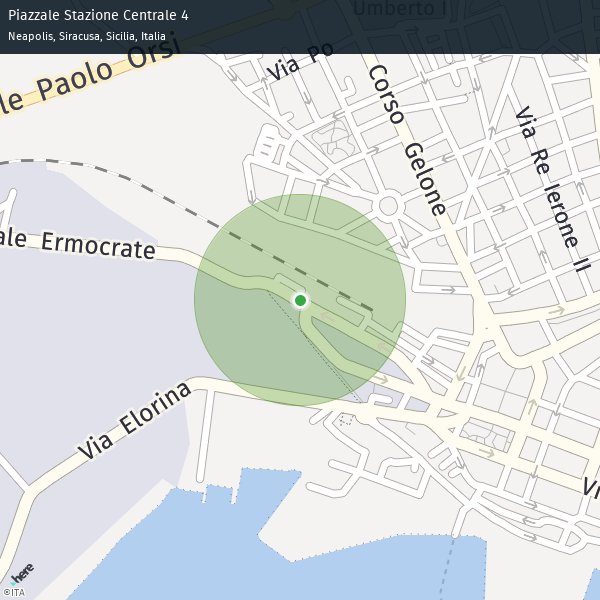 Piazzale Stazione Centrale 4
Neapolis, Siracusa, Sicilia, Italia
Umberto I
le Paolo Orsi
Via Po
Corso Gelone
Via Re Ierone II
ale Ermocrate
Via Elorina
Vi
here
©ITA